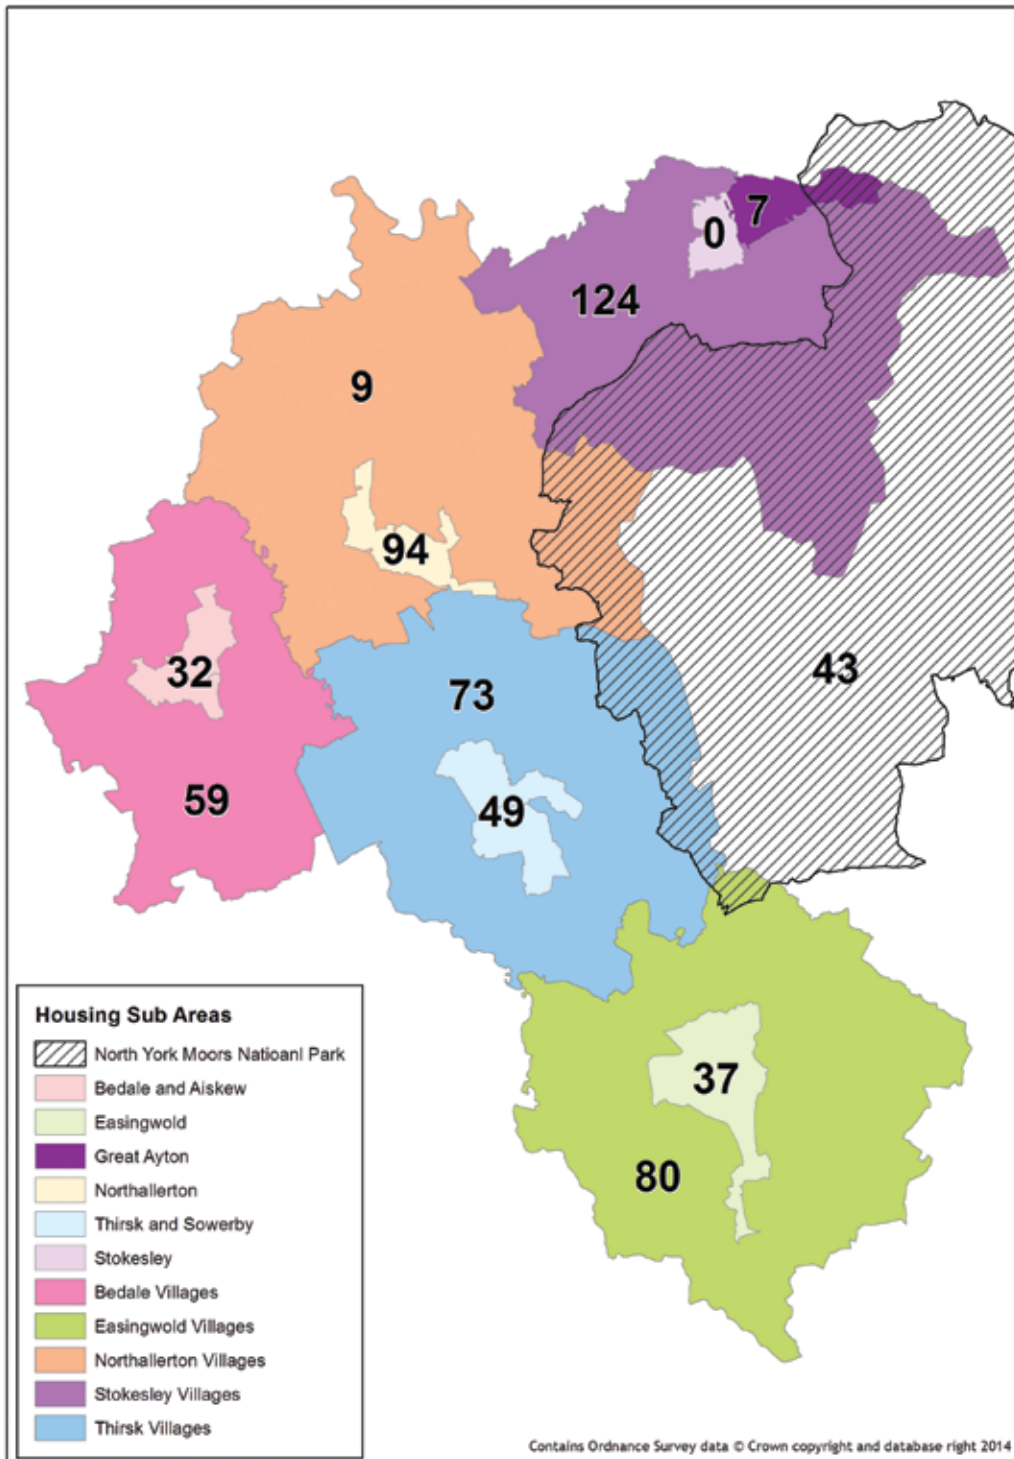 0
7
124
9
94
32
73
43
59
49
37
80
Housing Sub Areas
North York Moors Natioanl Park
Bedale and Aiskew
Easingwold
Great Ayton
Northallerton
Thirsk and Sowerby
Stokesley
Bedale Villages
Easingwold Villages
Northallerton Villages
Stokesley Villages
Thirsk Villages
Contains Ordnance Survey data © Crown copyright and database right 2014